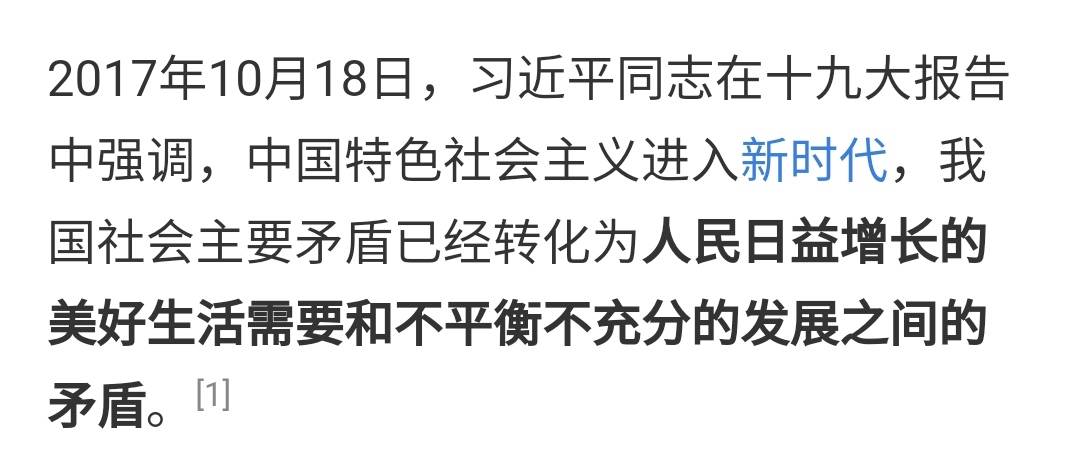 2017年10月18日，习近平同志在十九大报告
中强调，中国特色社会主义进入新时代，我
国社会主要矛盾已经转化为人民日益增长的
美好生活需要和不平衡不充分的发展之间的
矛盾。[1]